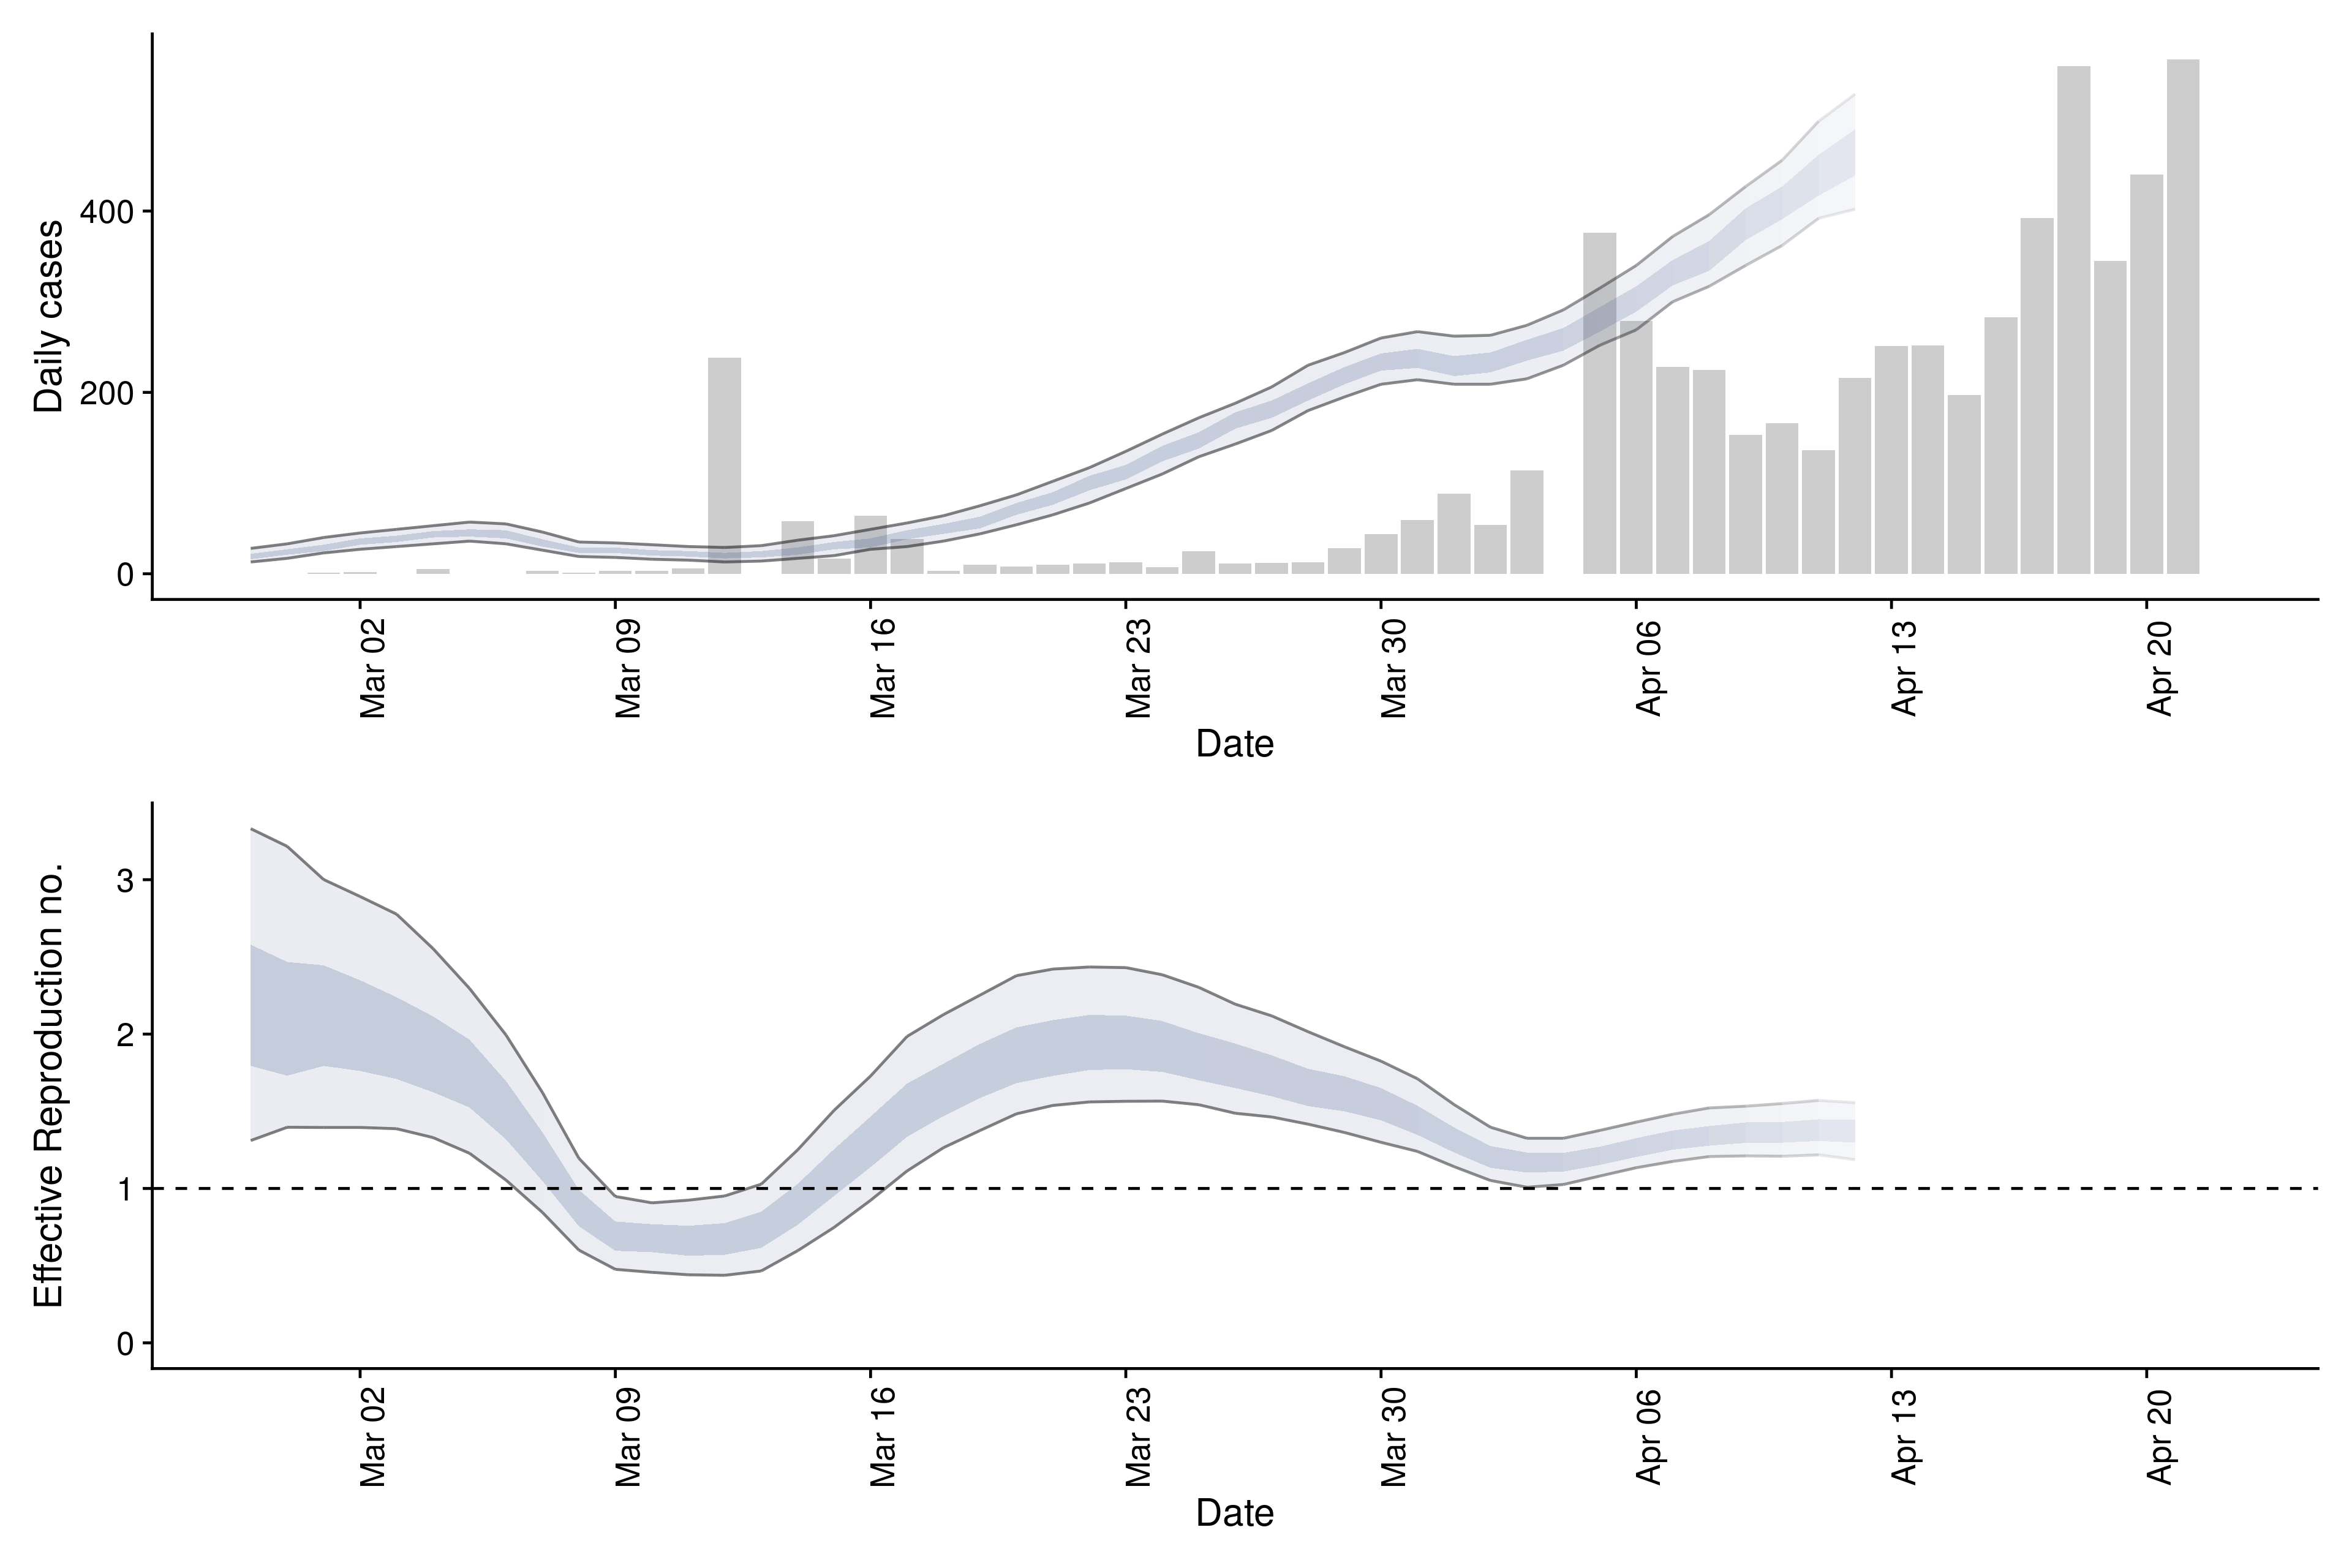 Daily cases
400
200
0
Mar 02
Mar 09
Mar 16
Mar 23
Mar 30
Apr 06
Apr 13
Apr 20
Date
Effective Reproduction no.
3
2
1
0
Mar 02
Mar 09
Mar 16
Mar 23
Mar 30
Apr 06
Apr 13
Apr 20
Date